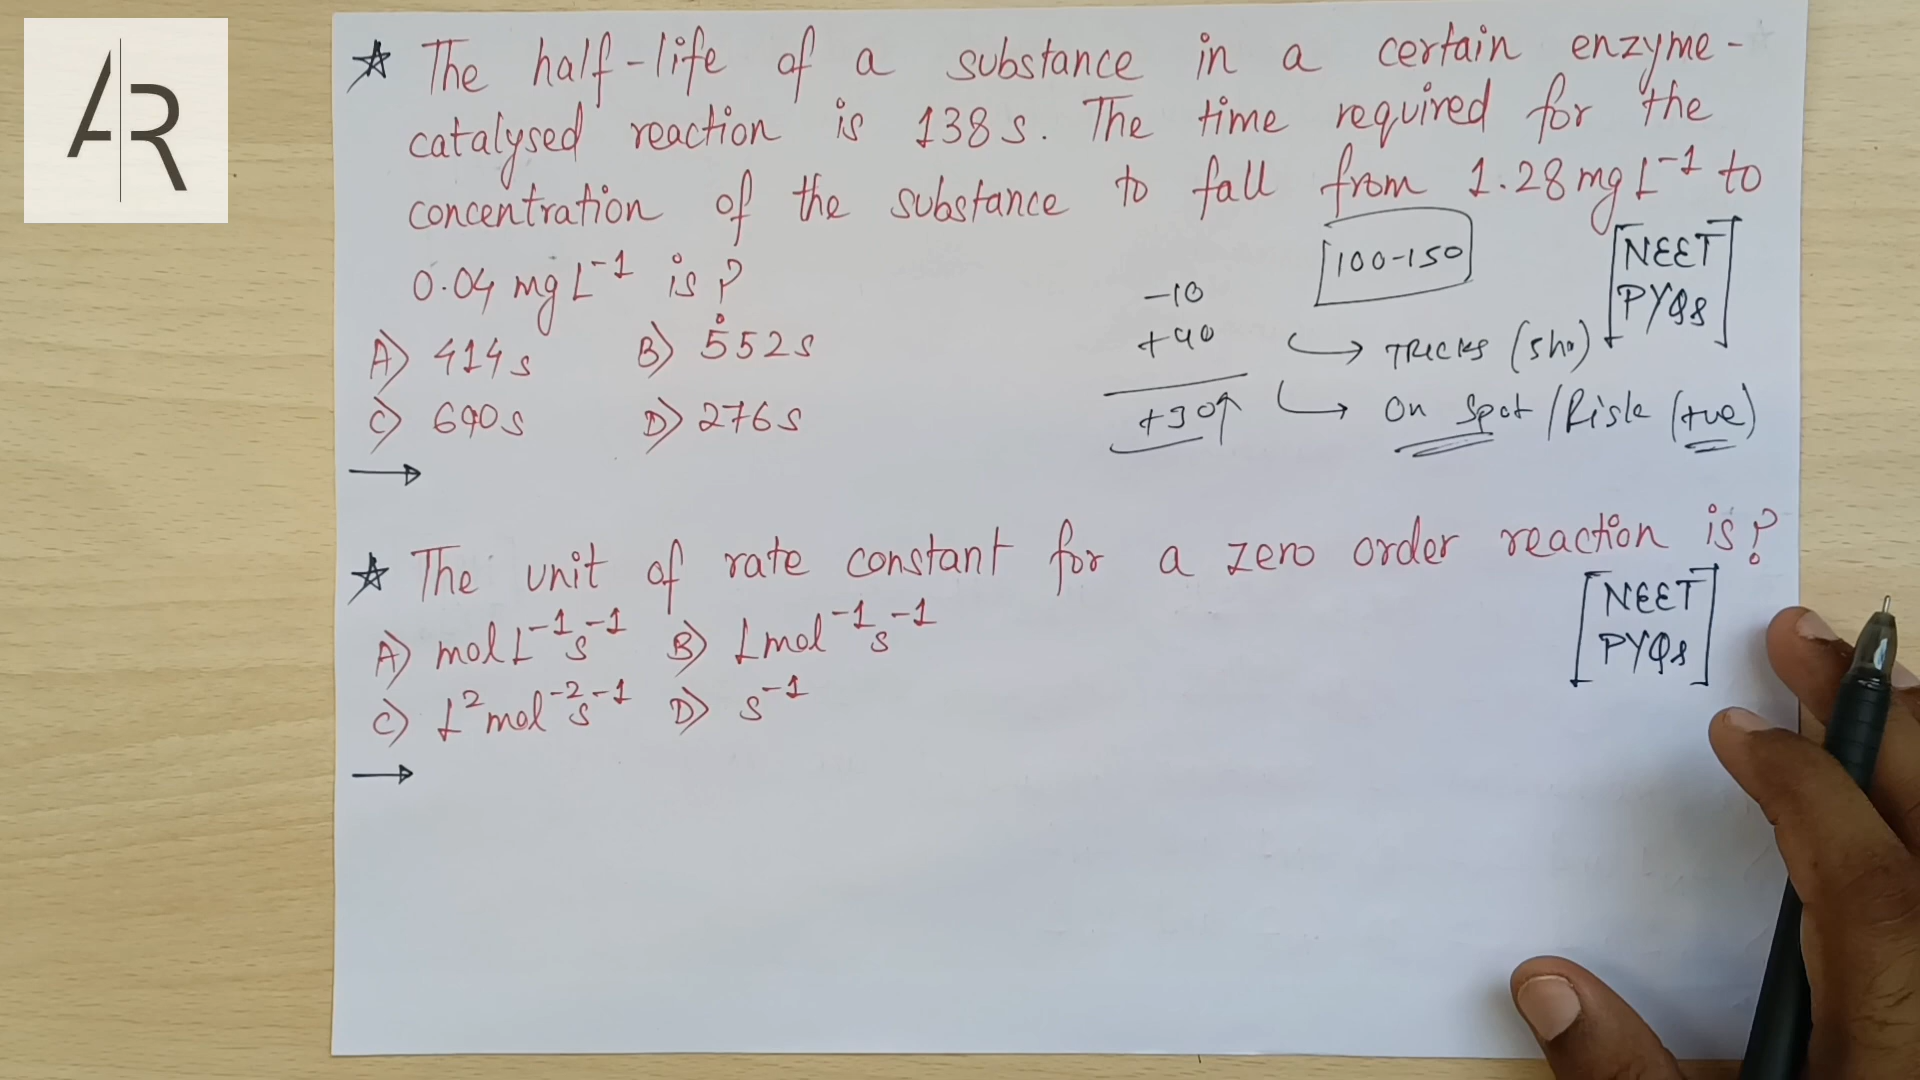 AR
☆ The half-life of a substance in a certain enzyme-
catalysed reaction is 138 s. The time required for the
concentration of the substance to fall from 1.28 mg L⁻¹ to
0.04 mg L⁻¹ is?
A) 414 s B) 552 s
C) 690 s D) 276 s
100-150
NEET
PYQs
-10
+40
+30↑
↪ TRICKS (sho)
↪ On Spot / Risk (+ve)
→
☆ The unit of rate constant for a zero order reaction is?
A) mol L⁻¹ s⁻¹ B) L mol⁻¹ s⁻¹
C) L² mol⁻² s⁻¹ D) s⁻¹
NEET
PYQs
→